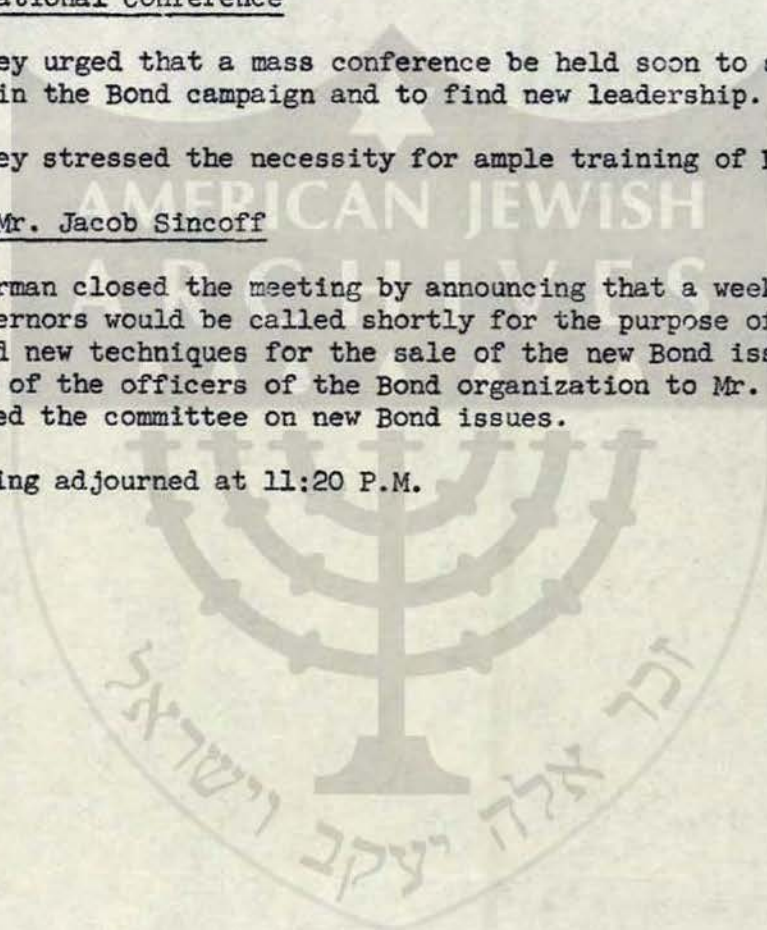 ational Conference
ey urged that a mass conference be held soon to
in the Bond campaign and to find new leadership.
ey stressed the necessity for ample training of
AMERICAN JEWISH
Mr. Jacob Sincoff
rman closed the meeting by announcing that a week
ARCHIVES
ernors would be called shortly for the purpose of
d new techniques for the sale of the new Bond iss
of the officers of the Bond organization to Mr.
ed the committee on new Bond issues.
ing adjourned at 11:20 P.M.
זכר אלה יעקב וישראל